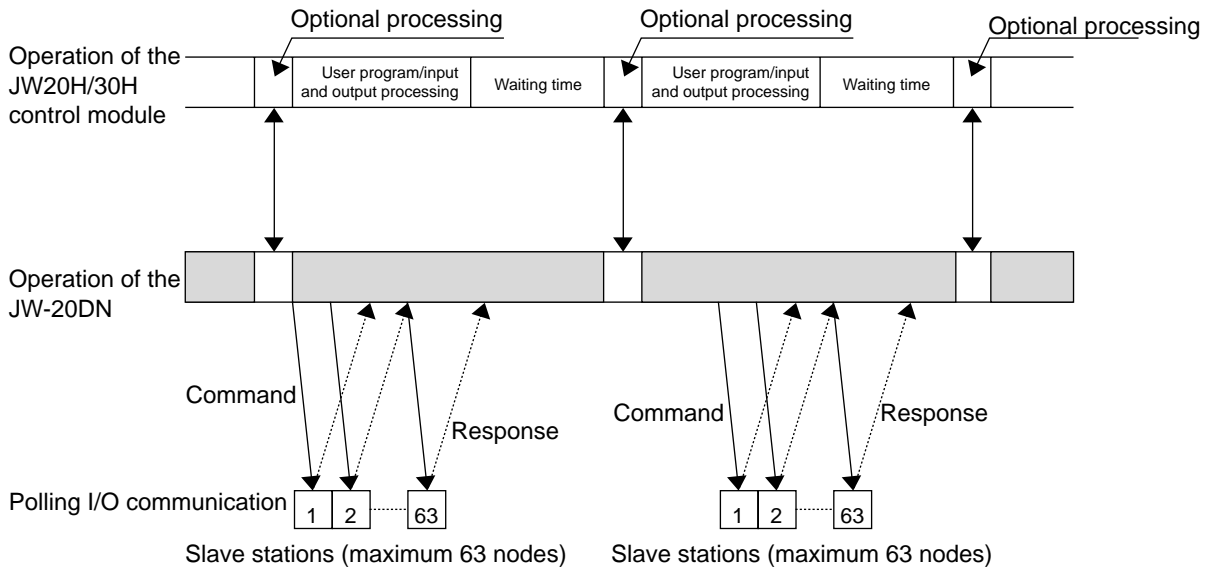 Optional processing
Optional processing
Optional processing
Operation of the
JW20H/30H
control module
User program/input
and output processing
Waiting time
User program/input
and output processing
Waiting time
Operation of the
JW-20DN
Command
Response
Command
Response
Polling I/O communication
1
2
63
1
2
63
Slave stations (maximum 63 nodes)
Slave stations (maximum 63 nodes)